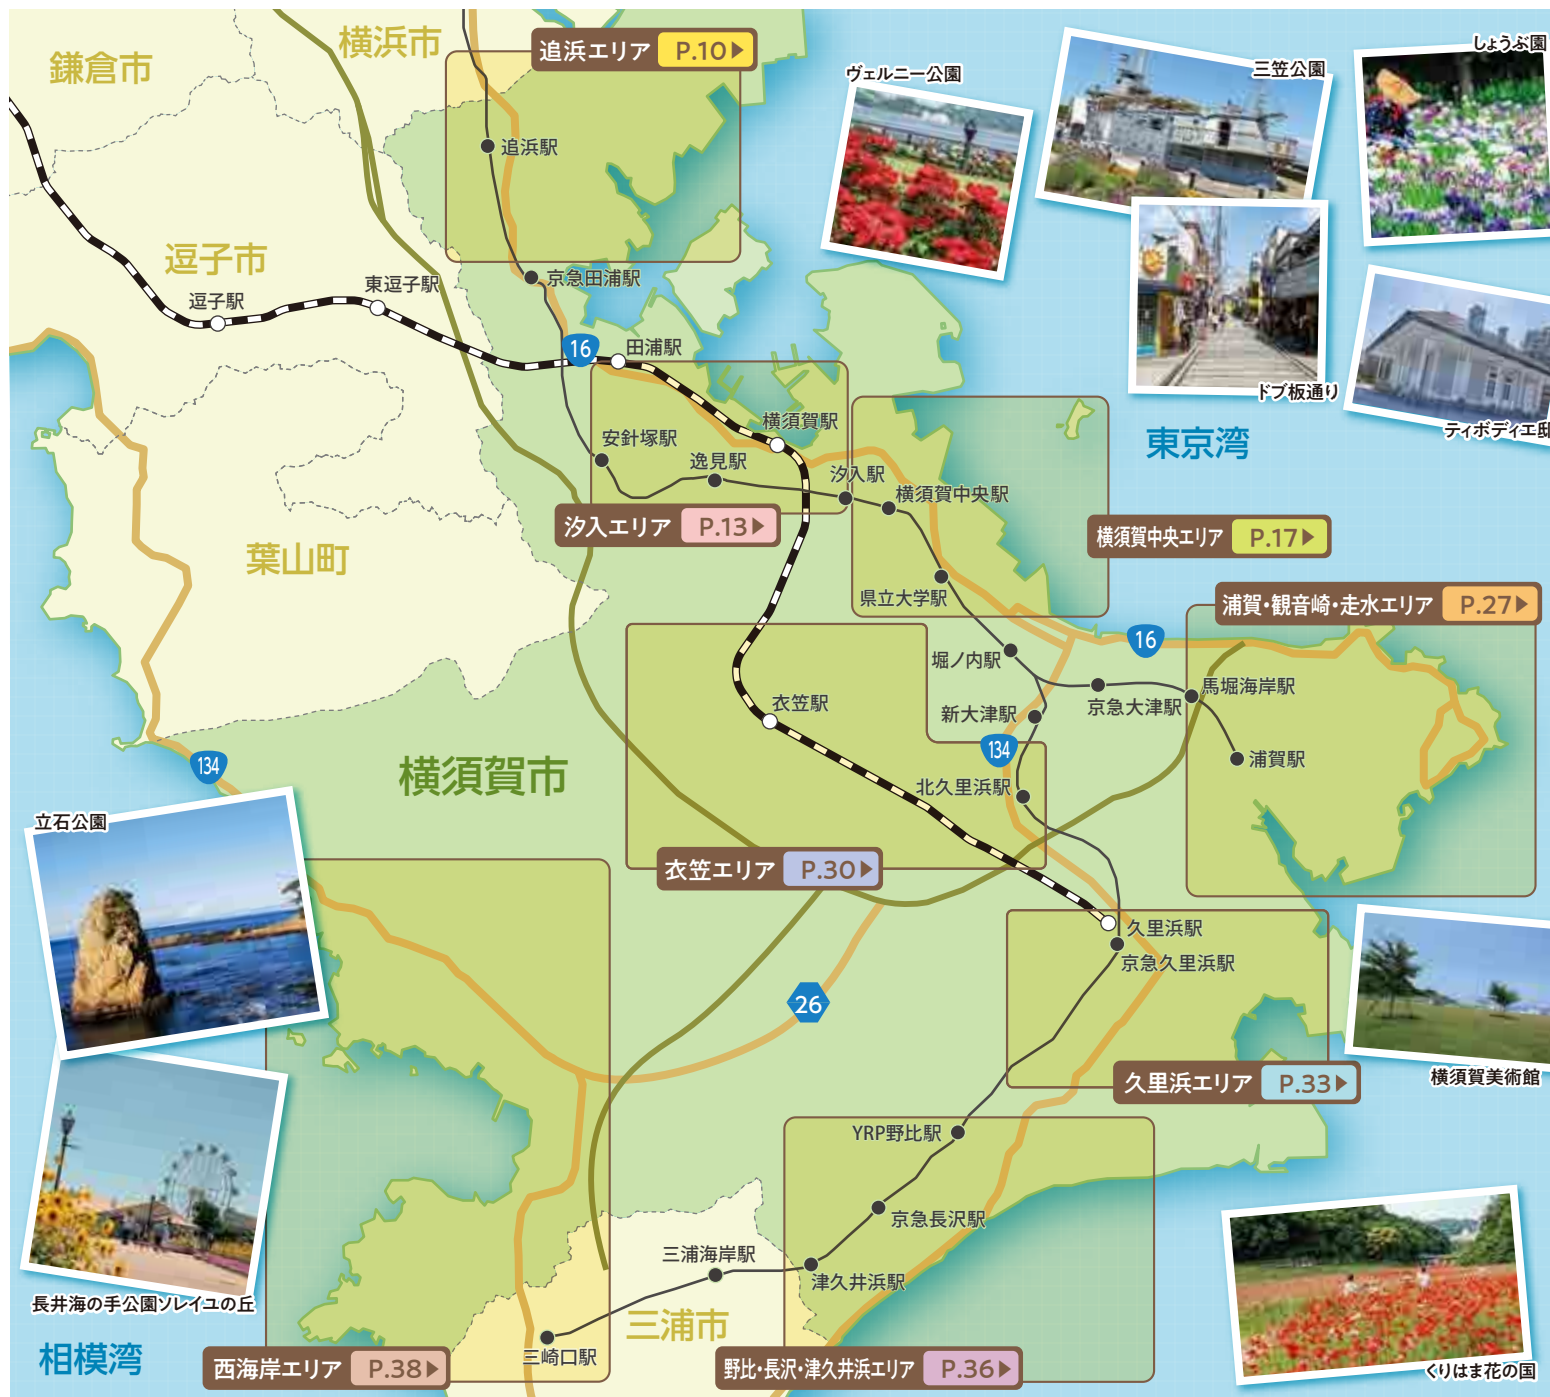 鎌倉市
横浜市
追浜エリア P.10
ヴェルニー公園
三笠公園
しょうぶ園
追浜駅
逗子市
東逗子駅
逗子駅
京急田浦駅
16
田浦駅
ドブ板通り
ティボディエ邸
東京湾
横須賀駅
安針塚駅
逸見駅
汐入駅
横須賀中央駅
汐入エリア P.13
横須賀中央エリア P.17
葉山町
県立大学駅
浦賀・観音崎・走水エリア P.27
16
堀ノ内駅
馬堀海岸駅
京急大津駅
衣笠駅
新大津駅
134
134
浦賀駅
横須賀市
北久里浜駅
立石公園
衣笠エリア P.30
久里浜駅
京急久里浜駅
26
久里浜エリア P.33
横須賀美術館
YRP野比駅
京急長沢駅
三浦海岸駅
津久井浜駅
長井海の手公園ソレイユの丘
三浦市
相模湾
三崎口駅
西海岸エリア P.38
野比・長沢・津久井浜エリア P.36
くりはま花の国